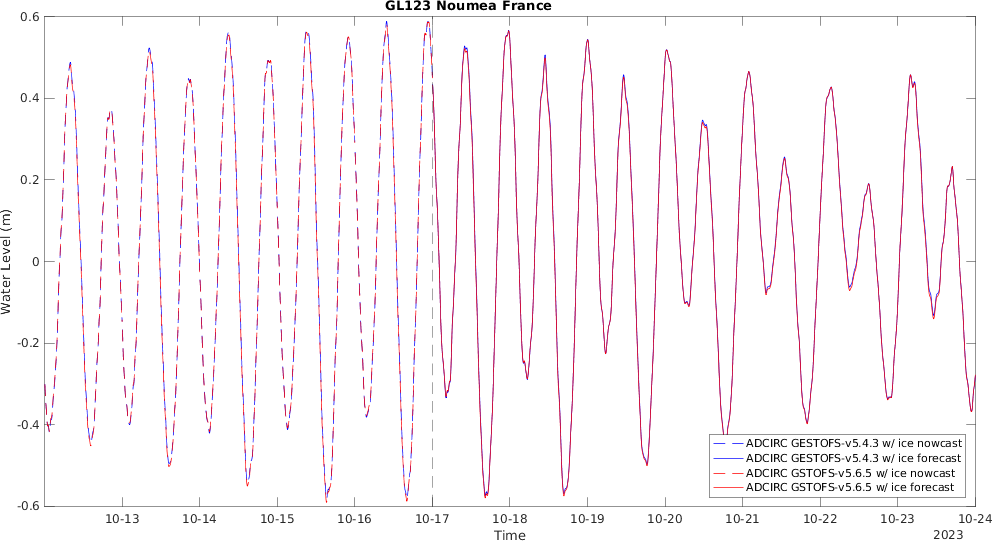 GL123 Noumea France
0.6
0.4
0.2
0
-0.2
-0.4
-0.6
Water Level (m)
ADCIRC GESTOFS-v5.4.3 w/ ice nowcast
ADCIRC GESTOFS-v5.4.3 w/ ice forecast
ADCIRC GSTOFS-v5.6.5 w/ ice nowcast
ADCIRC GSTOFS-v5.6.5 w/ ice forecast
10-13 10-14 10-15 10-16 10-17 10-18 10-19 10-20 10-21 10-22 10-23 10-24
Time
2023